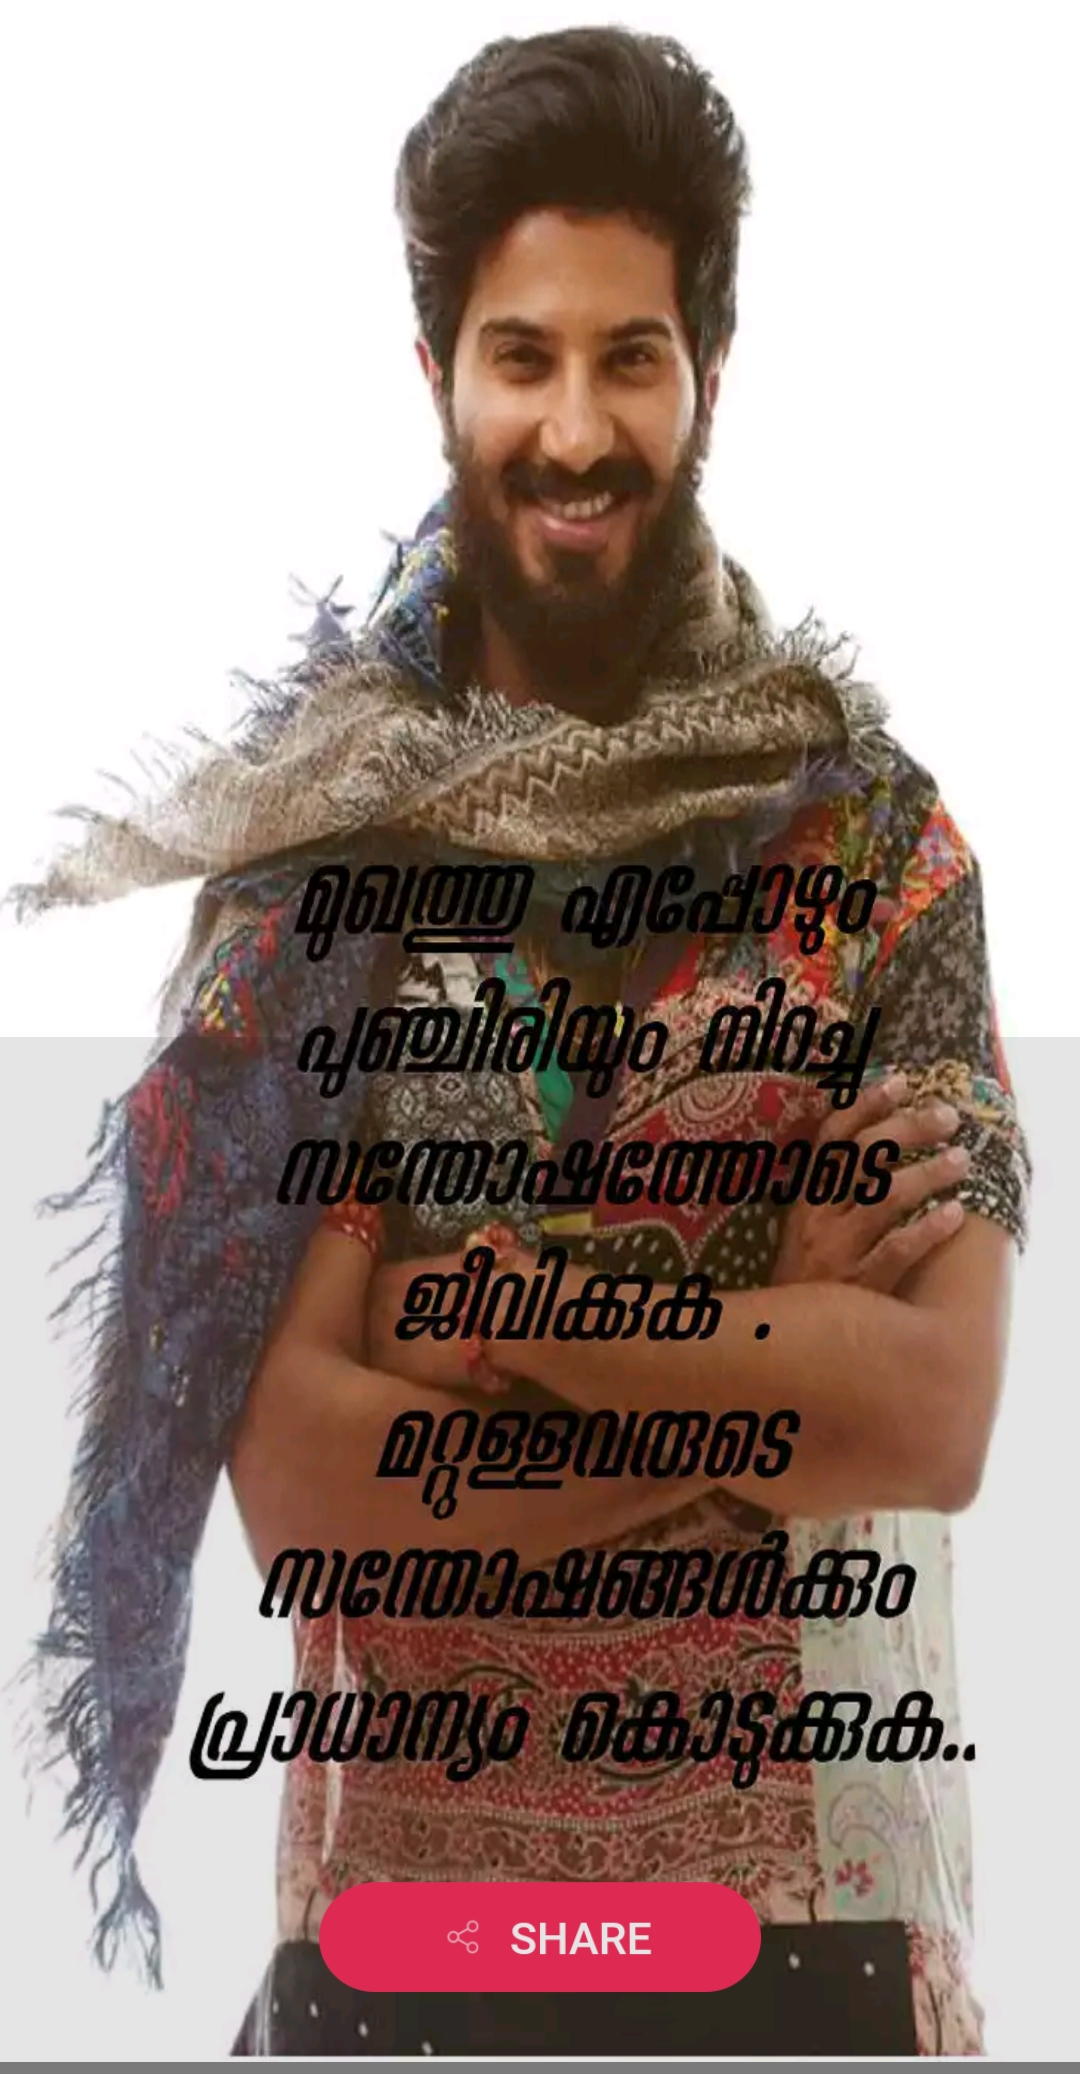 മുഖത്തു എപ്പോഴും
പുഞ്ചിരിയും നിറച്ചു
സന്തോഷത്തോടെ
ജീവിക്കുക .
മറ്റുള്ളവരുടെ
സന്തോഷങ്ങൾക്കും
പ്രാധാന്യം കൊടുക്കുക..
SHARE